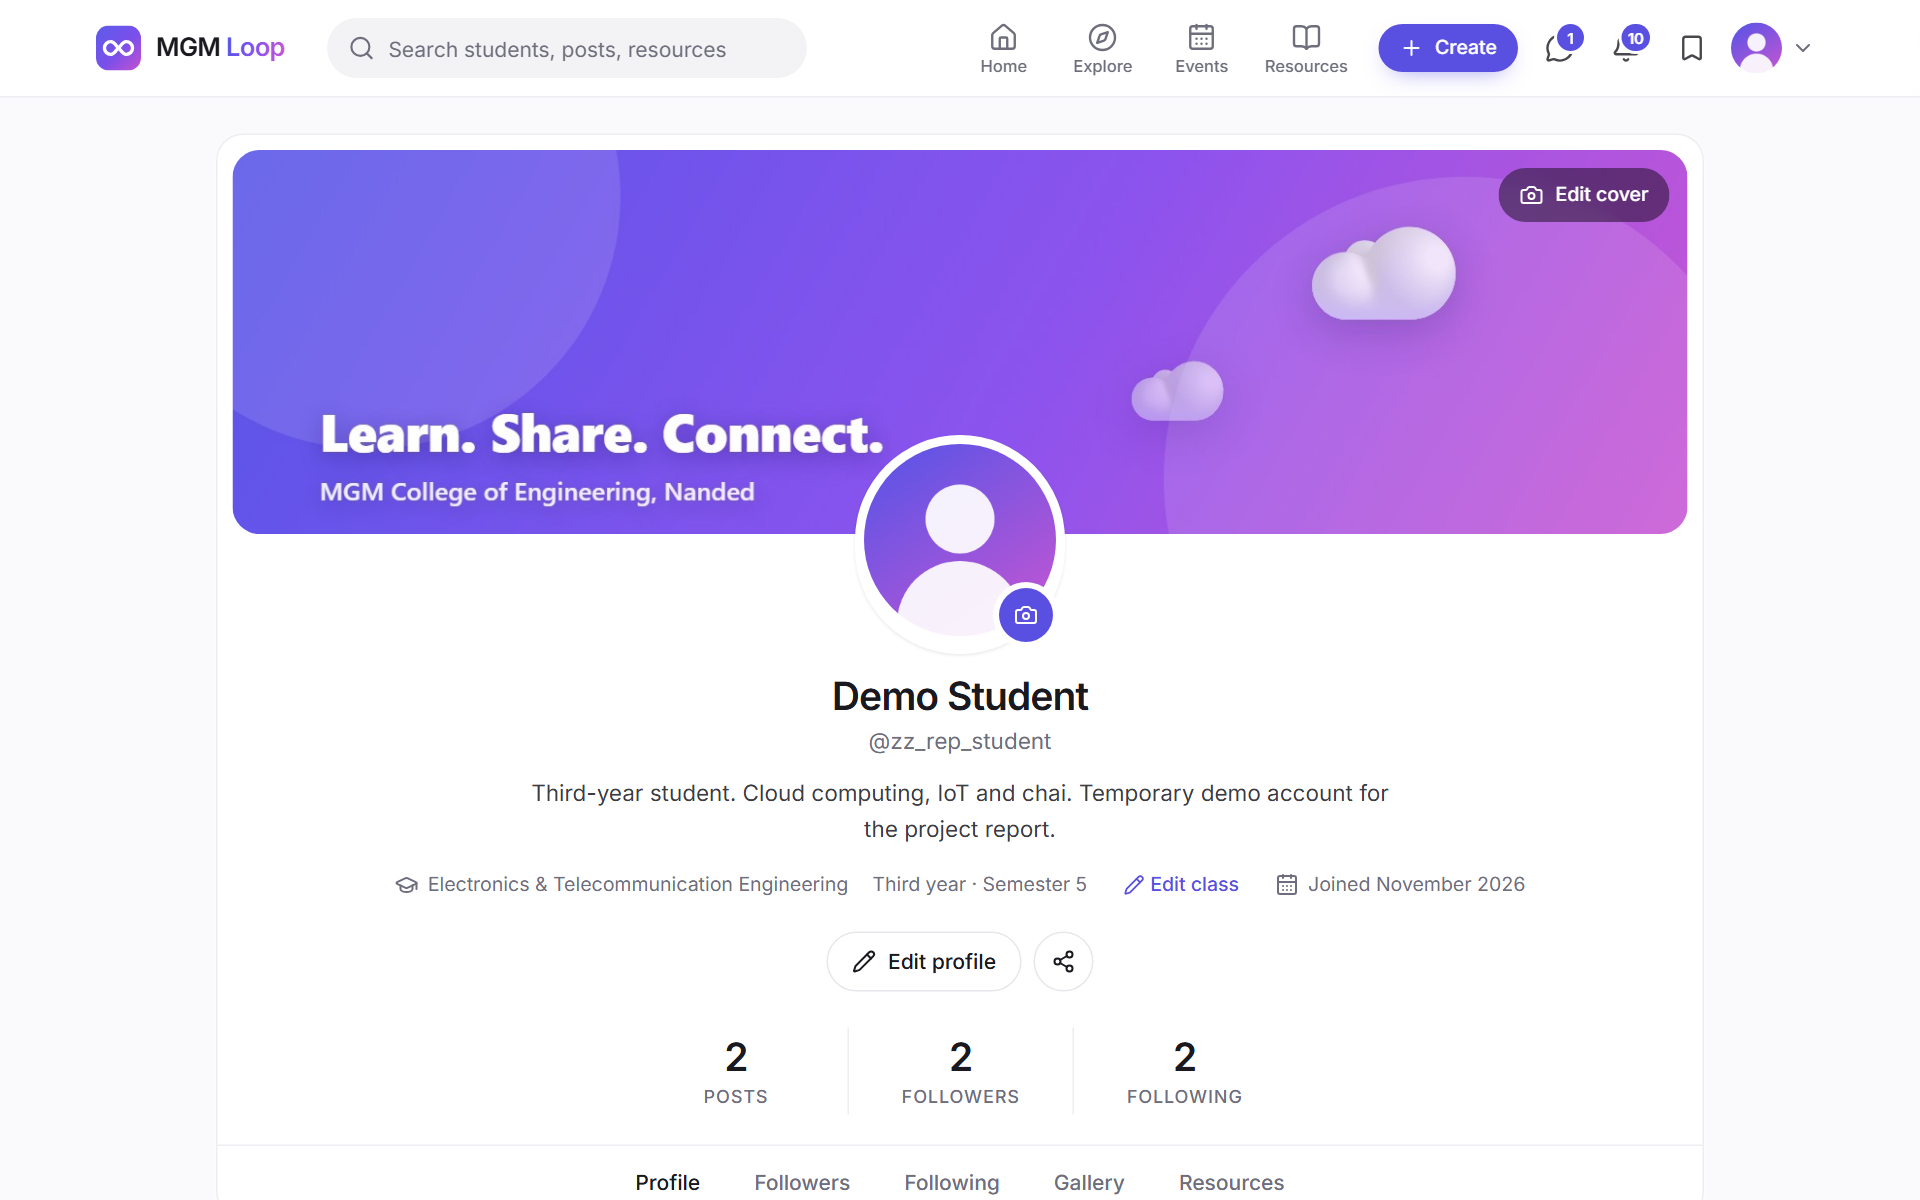 MGM Loop
Search students, posts, resources
Home
Explore
Events
Resources
Create
1
10
Edit cover
Learn. Share. Connect.
MGM College of Engineering, Nanded
Demo Student
@zz_rep_student
Third-year student. Cloud computing, IoT and chai. Temporary demo account for
the project report.
Electronics & Telecommunication Engineering Third year · Semester 5 Edit class Joined November 2026
Edit profile
2 2 2
POSTS FOLLOWERS FOLLOWING
Profile Followers Following Gallery Resources